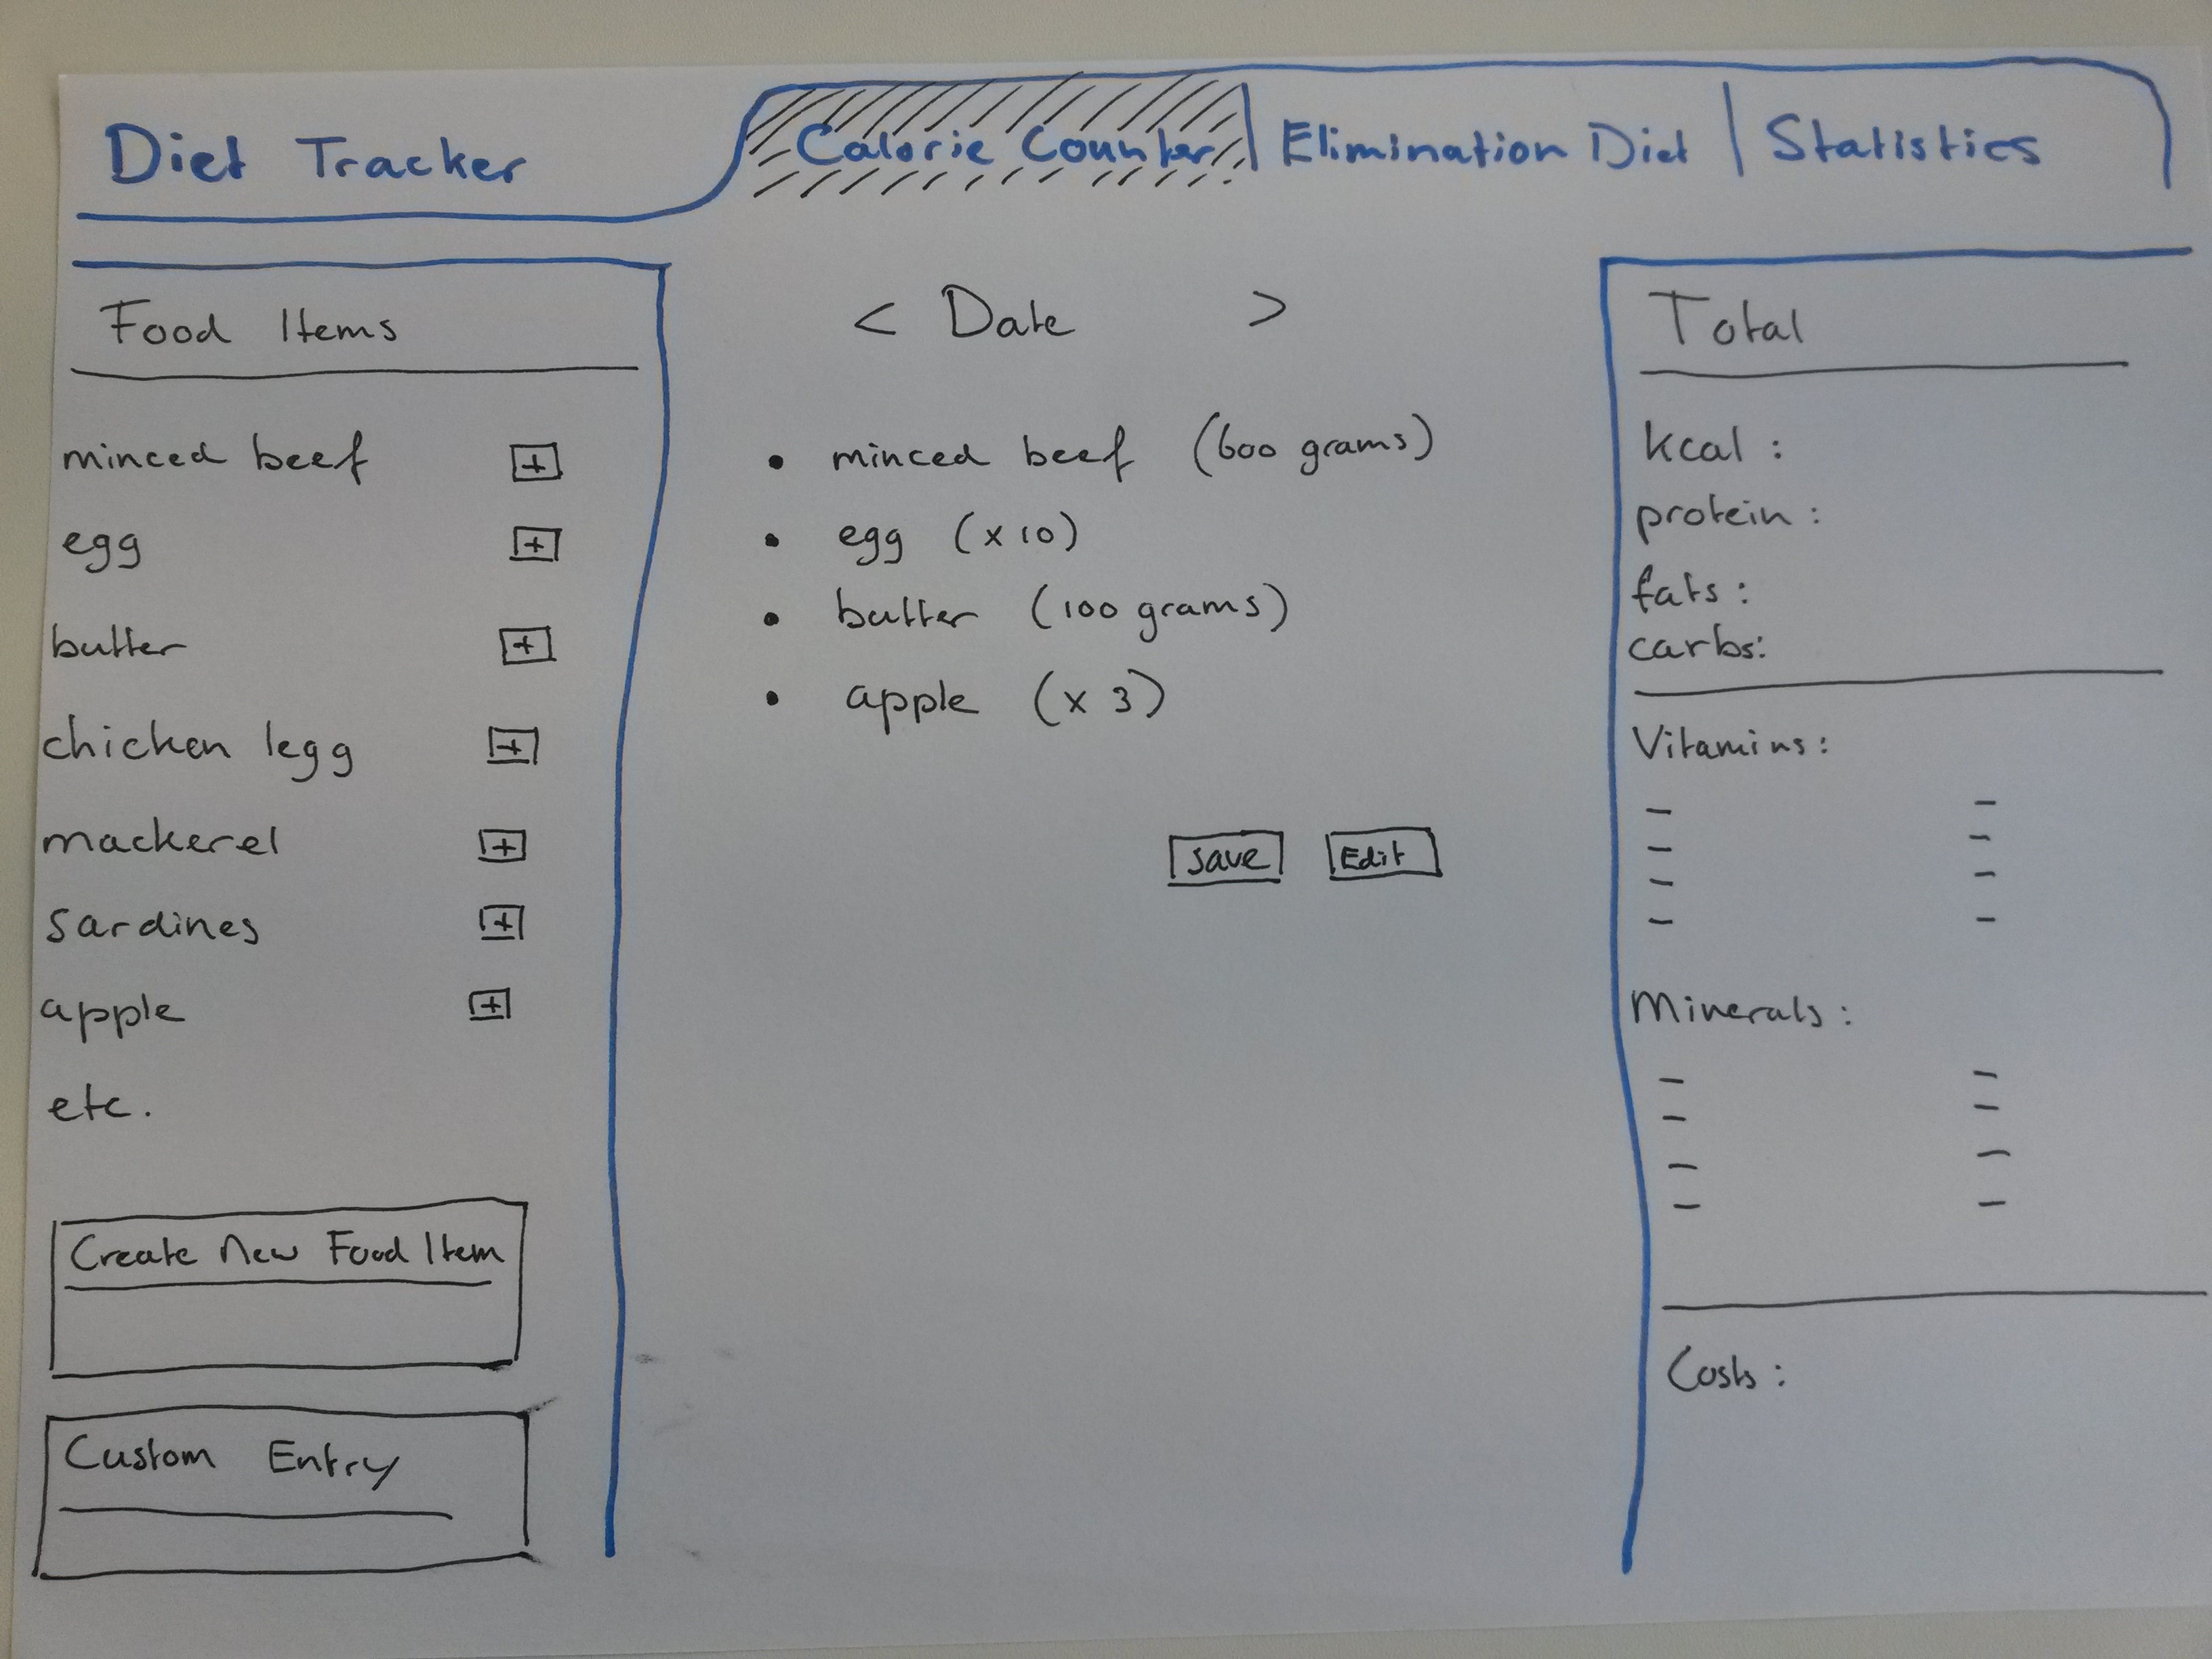 Diet Tracker
Calorie Counter | Elimination Diet | Statistics
Food Items
minced beef +
egg +
butter +
chicken legg +
mackerel +
sardines +
apple +
etc.
Create New Food Item
Custom Entry
< Date >
• minced beef (600 grams)
• egg (x 10)
• butter (100 grams)
• apple (x 3)
Save Edit
Total
kcal :
protein :
fats :
carbs:
Vitamins :
– –
– –
– –
– –
Minerals :
– –
– –
– –
– –
Costs :